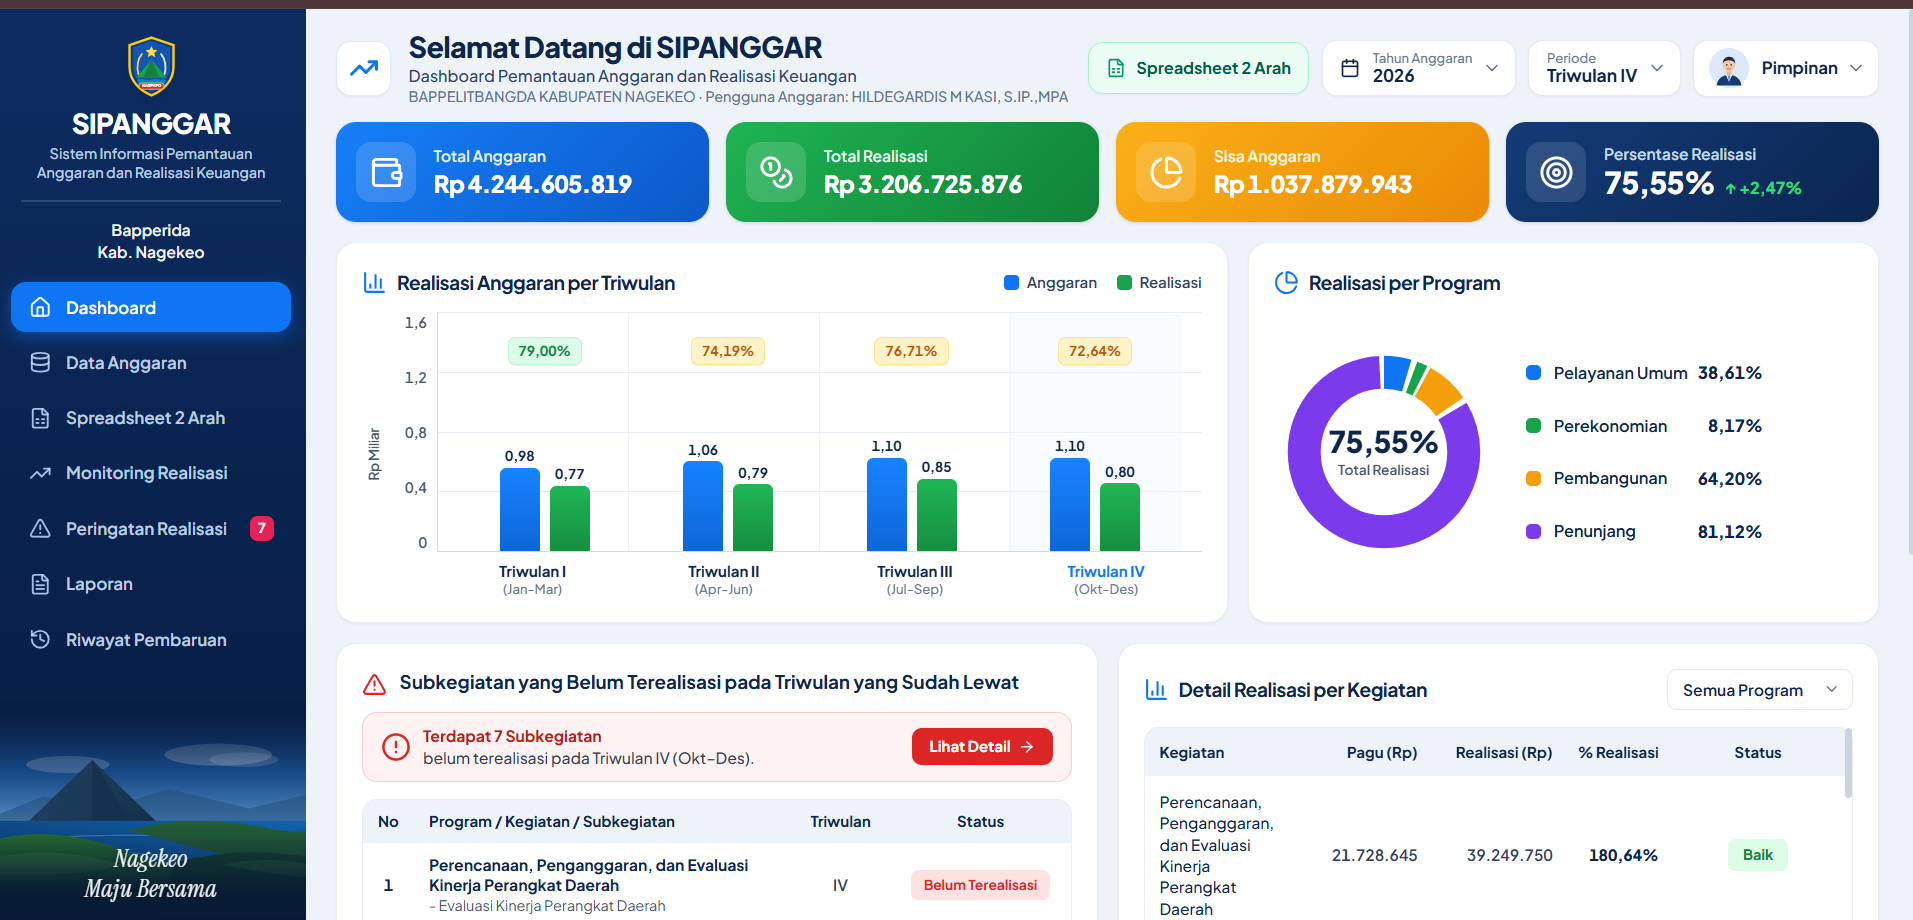 SIPANGGAR
Sistem Informasi Pemantauan
Anggaran dan Realisasi Keuangan
Bapperida
Kab. Nagekeo
Dashboard
Data Anggaran
Spreadsheet 2 Arah
Monitoring Realisasi
Peringatan Realisasi 7
Laporan
Riwayat Pembaruan
Nagekeo
Maju Bersama
Selamat Datang di SIPANGGAR
Dashboard Pemantauan Anggaran dan Realisasi Keuangan
BAPPELITBANGDA KABUPATEN NAGEKEO · Pengguna Anggaran: HILDEGARDIS M KASI, S.IP.,MPA
Spreadsheet 2 Arah
Tahun Anggaran
2026
Periode
Triwulan IV
Pimpinan
Total Anggaran
Rp 4.244.605.819
Total Realisasi
Rp 3.206.725.876
Sisa Anggaran
Rp 1.037.879.943
Persentase Realisasi
75,55% ↑ +2,47%
Realisasi Anggaran per Triwulan
Anggaran Realisasi
Rp Miliar
1,6
1,2
0,8
0,4
0
79,00% 74,19% 76,71% 72,64%
0,98 0,77 1,06 0,79 1,10 0,85 1,10 0,80
Triwulan I Triwulan II Triwulan III Triwulan IV
(Jan-Mar) (Apr-Jun) (Jul-Sep) (Okt-Des)
Realisasi per Program
75,55%
Total Realisasi
Pelayanan Umum 38,61%
Perekonomian 8,17%
Pembangunan 64,20%
Penunjang 81,12%
Subkegiatan yang Belum Terealisasi pada Triwulan yang Sudah Lewat
Terdapat 7 Subkegiatan
belum terealisasi pada Triwulan IV (Okt–Des).
Lihat Detail →
No Program / Kegiatan / Subkegiatan Triwulan Status
1 Perencanaan, Penganggaran, dan Evaluasi
Kinerja Perangkat Daerah
- Evaluasi Kinerja Perangkat Daerah
IV Belum Terealisasi
Detail Realisasi per Kegiatan
Semua Program
Kegiatan Pagu (Rp) Realisasi (Rp) % Realisasi Status
Perencanaan,
Penganggaran,
dan Evaluasi
Kinerja
Perangkat
Daerah
21.728.645 39.249.750 180,64% Baik